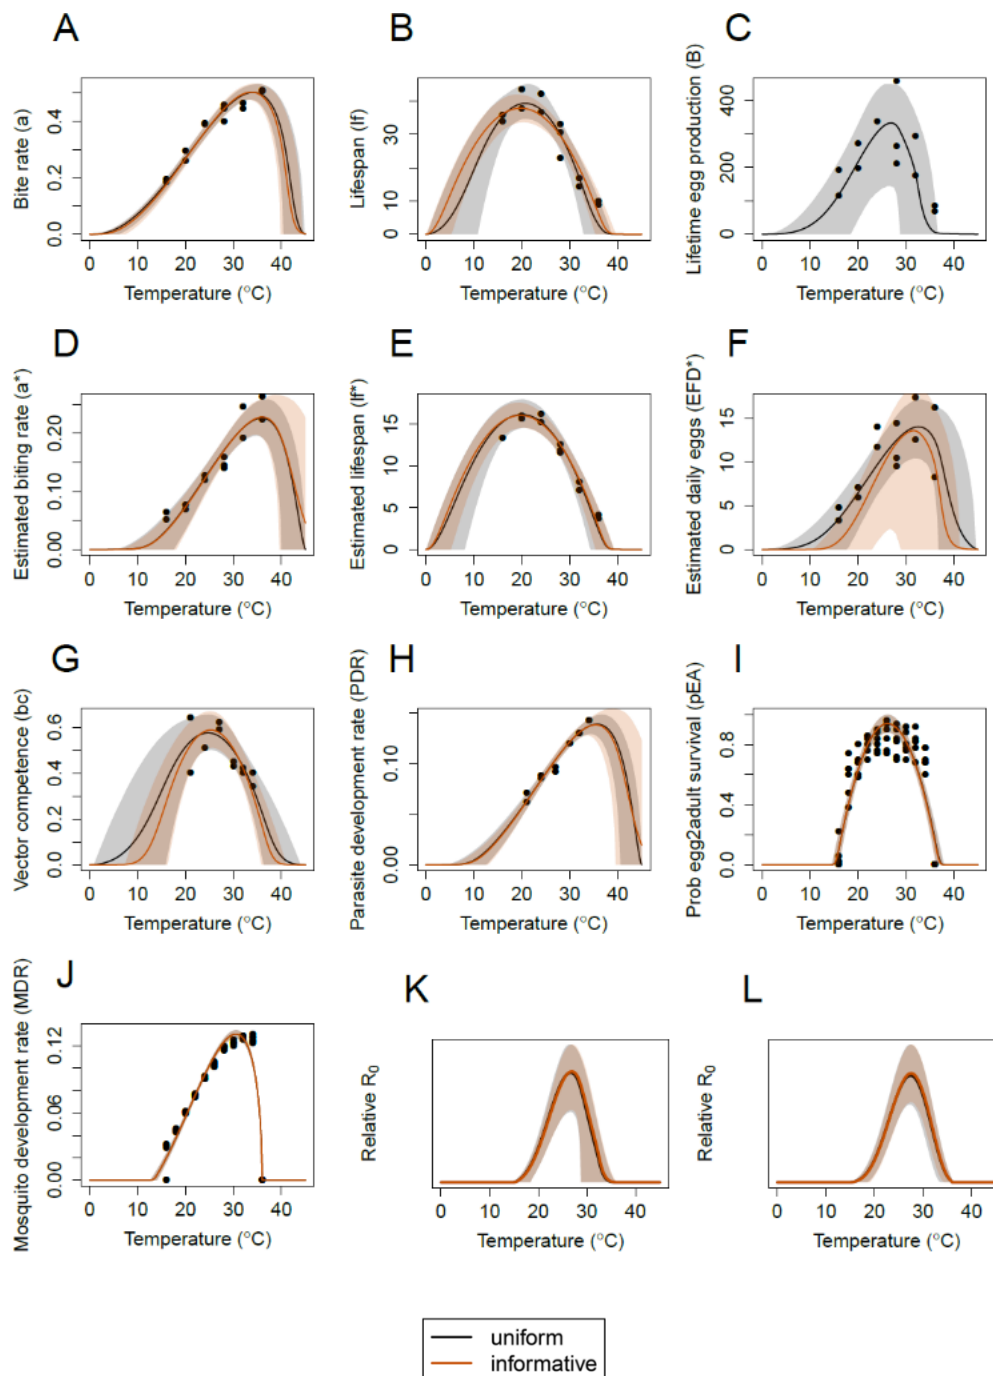 A
B
C
Bite rate (a)
0.0 0.2 0.4
0 10 20 30 40
Temperature (°C)
Lifespan (lf)
0 10 30
0 10 20 30 40
Temperature (°C)
Lifetime egg production (B)
0 200 400
0 10 20 30 40
Temperature (°C)
D
E
F
Estimated biting rate (a*)
0.00 0.10 0.20
0 10 20 30 40
Temperature (°C)
Estimated lifespan (lf*)
0 5 10 15
0 10 20 30 40
Temperature (°C)
Estimated daily eggs (EFD*)
0 5 10 15
0 10 20 30 40
Temperature (°C)
G
H
I
Vector competence (bc)
0.0 0.2 0.4 0.6
0 10 20 30 40
Temperature (°C)
Parasite development rate (PDR)
0.00 0.10
0 10 20 30 40
Temperature (°C)
Prob egg2adult survival (pEA)
0.0 0.4 0.8
0 10 20 30 40
Temperature (°C)
J
K
L
Mosquito development rate (MDR)
0.00 0.06 0.12
0 10 20 30 40
Temperature (°C)
Relative R0
0 10 20 30 40
Temperature (°C)
Relative R0
0 10 20 30 40
Temperature (°C)
uniform
informative